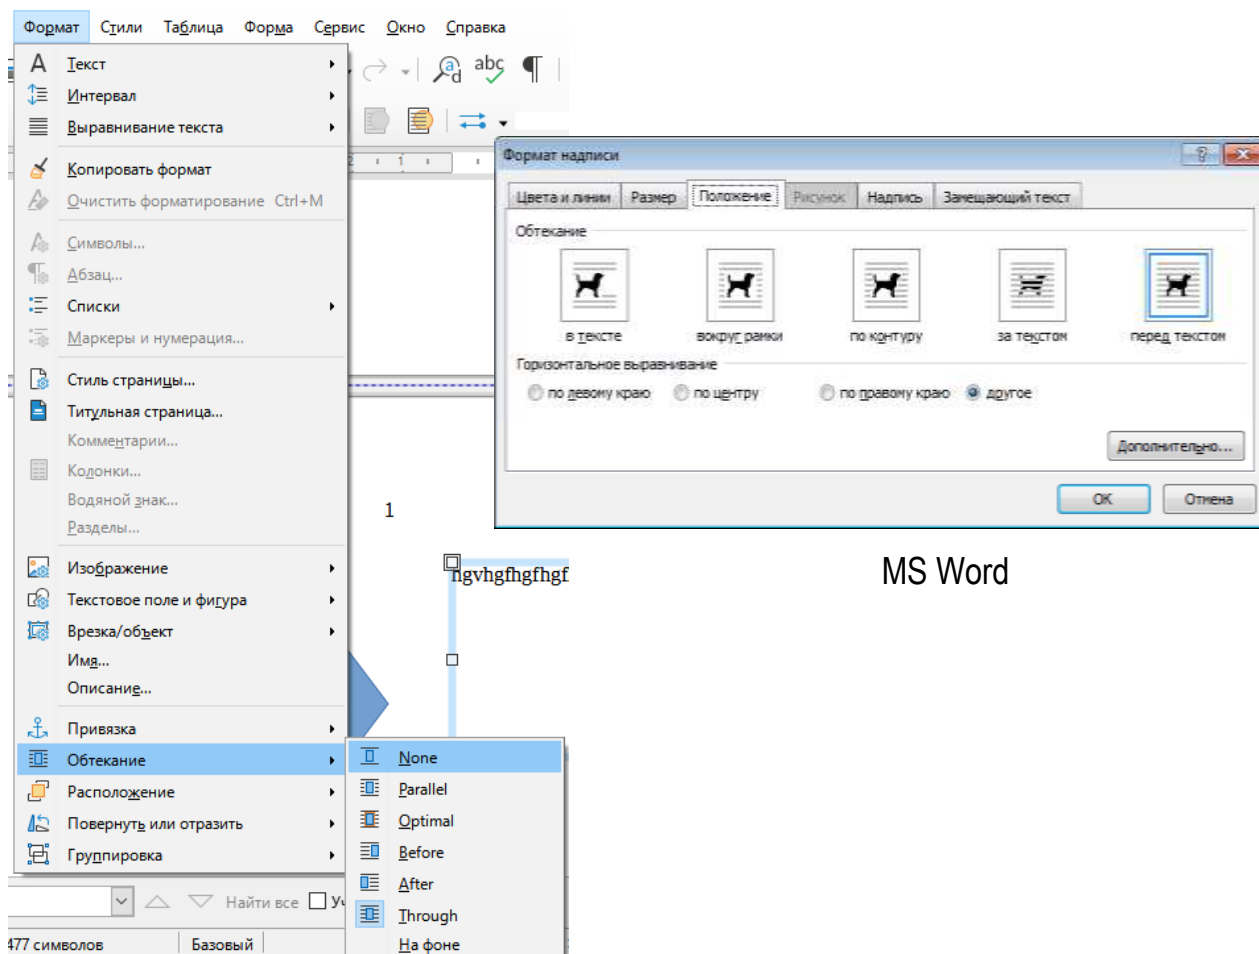 Формат Стили Таблица Форма Сервис Окно Справка
Текст
Интервал
Выравнивание текста
Копировать формат
Очистить форматирование Ctrl+M
Символы...
Абзац...
Списки
Маркеры и нумерация...
Стиль страницы...
Титульная страница...
Комментарии...
Колонки...
Водяной знак...
Разделы...
Изображение
Текстовое поле и фигура
Врезка/объект
Имя...
Описание...
Привязка
Обтекание
Расположение
Повернуть или отразить
Группировка
None
Parallel
Optimal
Before
After
Through
На фоне
1
Найти все
477 символов Базовый
Формат надписи
Цвета и линии Размер Положение Рисунок Надпись Замещающий текст
Обтекание
в тексте вокруг рамки по контуру за текстом перед текстом
Горизонтальное выравнивание
по левому краю по центру по правому краю другое
Дополнительно...
ОК Отмена
MS Word